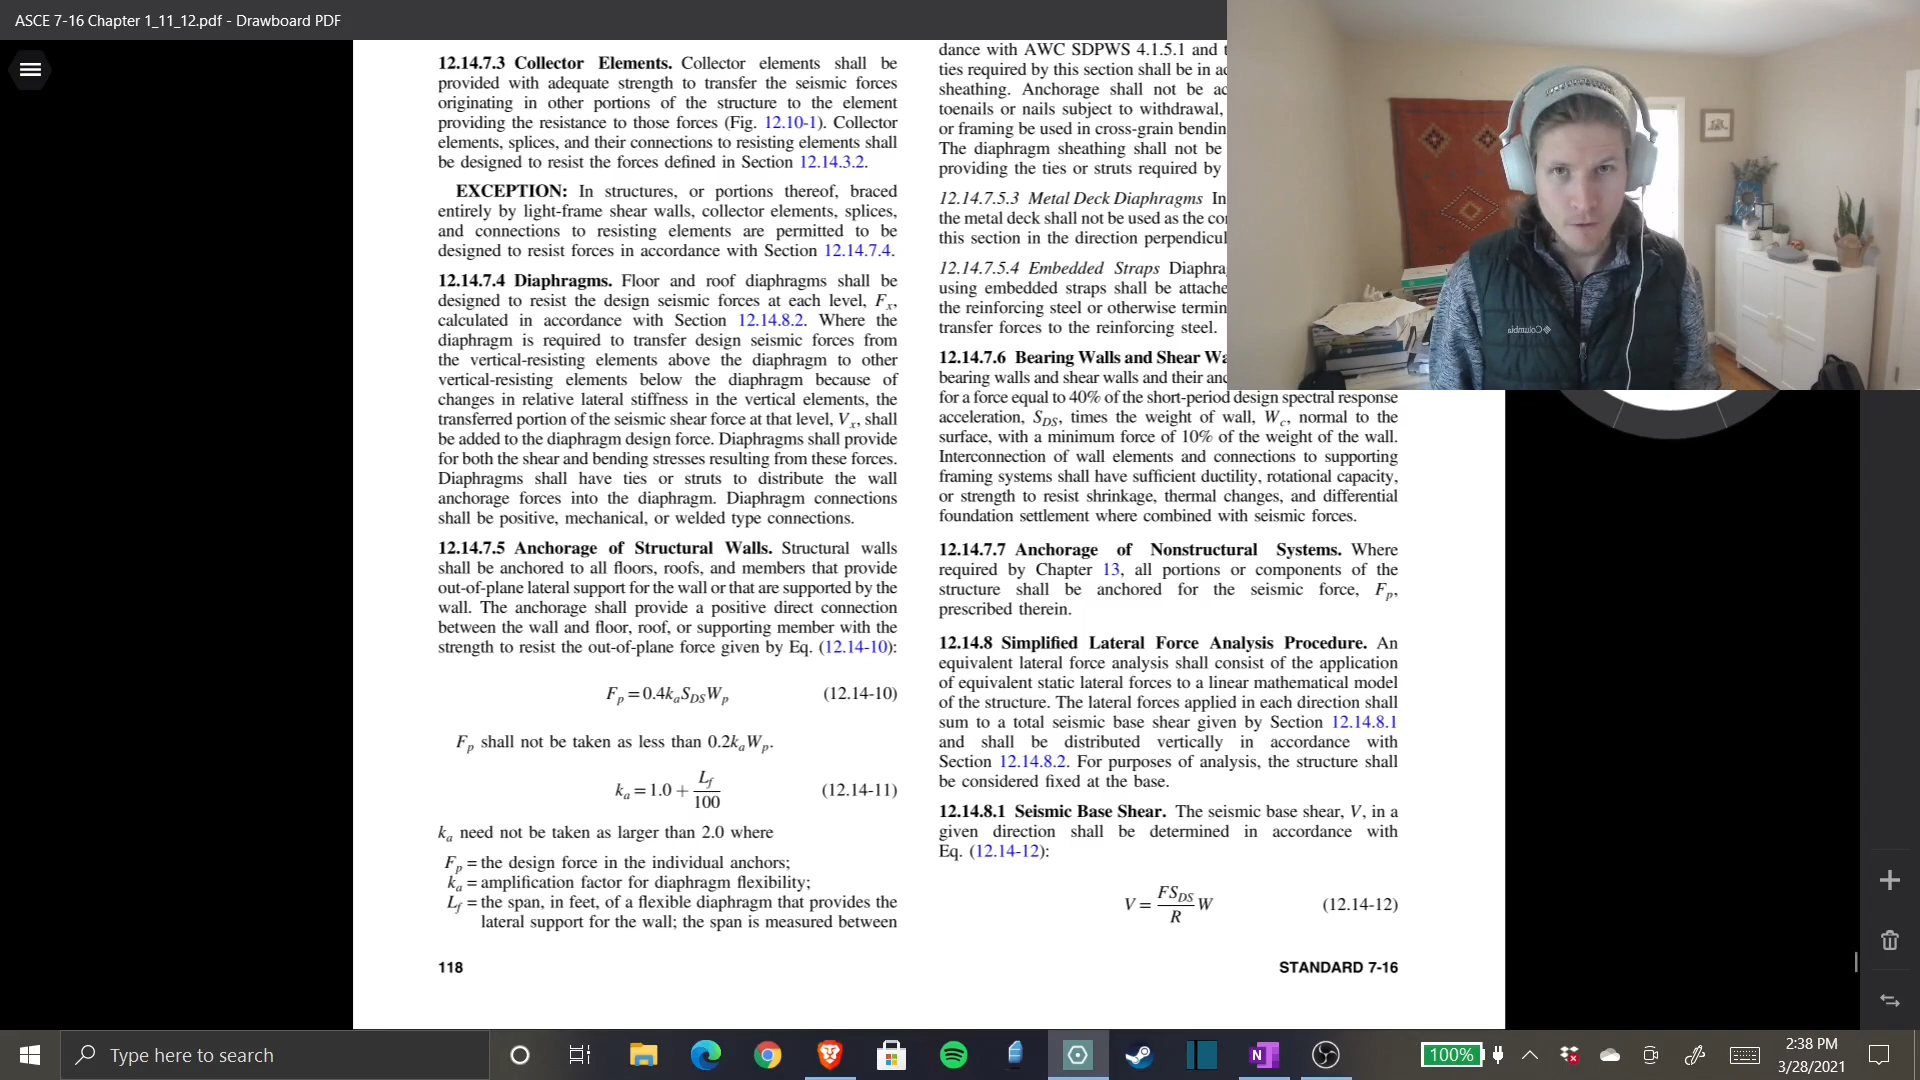 ASCE 7-16 Chapter 1_11_12.pdf - Drawboard PDF
12.14.7.3 Collector Elements. Collector elements shall be
provided with adequate strength to transfer the seismic forces
originating in other portions of the structure to the element
providing the resistance to those forces (Fig. 12.10-1). Collector
elements, splices, and their connections to resisting elements shall
be designed to resist the forces defined in Section 12.14.3.2.
EXCEPTION: In structures, or portions thereof, braced
entirely by light-frame shear walls, collector elements, splices,
and connections to resisting elements are permitted to be
designed to resist forces in accordance with Section 12.14.7.4.
12.14.7.4 Diaphragms. Floor and roof diaphragms shall be
designed to resist the design seismic forces at each level, Fx,
calculated in accordance with Section 12.14.8.2. Where the
diaphragm is required to transfer design seismic forces from
the vertical-resisting elements above the diaphragm to other
vertical-resisting elements below the diaphragm because of
changes in relative lateral stiffness in the vertical elements, the
transferred portion of the seismic shear force at that level, Vx, shall
be added to the diaphragm design force. Diaphragms shall provide
for both the shear and bending stresses resulting from these forces.
Diaphragms shall have ties or struts to distribute the wall
anchorage forces into the diaphragm. Diaphragm connections
shall be positive, mechanical, or welded type connections.
12.14.7.5 Anchorage of Structural Walls. Structural walls
shall be anchored to all floors, roofs, and members that provide
out-of-plane lateral support for the wall or that are supported by the
wall. The anchorage shall provide a positive direct connection
between the wall and floor, roof, or supporting member with the
strength to resist the out-of-plane force given by Eq. (12.14-10):
Fp = 0.4kaSDSWp (12.14-10)
Fp shall not be taken as less than 0.2kaWp.
ka = 1.0 + Lf/100 (12.14-11)
ka need not be taken as larger than 2.0 where
Fp = the design force in the individual anchors;
ka = amplification factor for diaphragm flexibility;
Lf = the span, in feet, of a flexible diaphragm that provides the
lateral support for the wall; the span is measured between
118
dance with AWC SDPWS 4.1.5.1 and
ties required by this section shall be in
sheathing. Anchorage shall not be
toenails or nails subject to withdrawal,
or framing be used in cross-grain
The diaphragm sheathing shall not be
providing the ties or struts required by
12.14.7.5.3 Metal Deck Diaphragms In
the metal deck shall not be used as the
this section in the direction
12.14.7.5.4 Embedded Straps
using embedded straps shall be
the reinforcing steel or otherwise
transfer forces to the reinforcing steel.
12.14.7.6 Bearing Walls and Shear
bearing walls and shear walls and their
for a force equal to 40% of the short-period design spectral response
acceleration, SDS, times the weight of wall, Wc, normal to the
surface, with a minimum force of 10% of the weight of the wall.
Interconnection of wall elements and connections to supporting
framing systems shall have sufficient ductility, rotational capacity,
or strength to resist shrinkage, thermal changes, and differential
foundation settlement where combined with seismic forces.
12.14.7.7 Anchorage of Nonstructural Systems. Where
required by Chapter 13, all portions or components of the
structure shall be anchored for the seismic force, Fp,
prescribed therein.
12.14.8 Simplified Lateral Force Analysis Procedure. An
equivalent lateral force analysis shall consist of the application
of equivalent static lateral forces to a linear mathematical model
of the structure. The lateral forces applied in each direction shall
sum to a total seismic base shear given by Section 12.14.8.1
and shall be distributed vertically in accordance with
Section 12.14.8.2. For purposes of analysis, the structure shall
be considered fixed at the base.
12.14.8.1 Seismic Base Shear. The seismic base shear, V, in a
given direction shall be determined in accordance with
Eq. (12.14-12):
V = FSDS/R W (12.14-12)
STANDARD 7-16
Columbia
Type here to search
100%
2:38 PM
3/28/2021